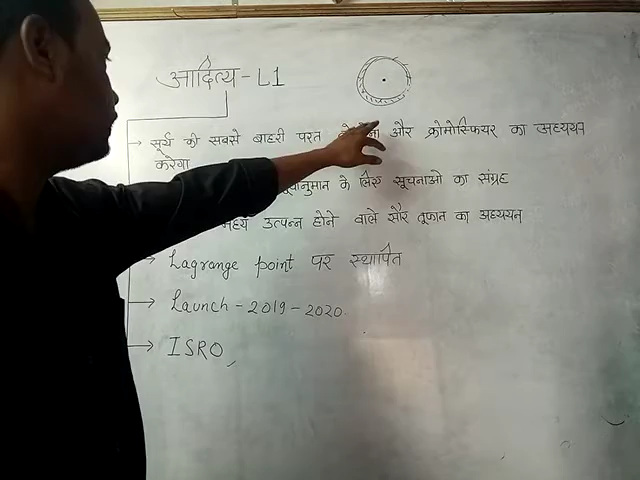 आदित्य - L1
→ सूर्य की सबसे बाहरी परत और क्रोमोस्फियर का अध्ययन
करेगा
के लिए सूचनाओ का संग्रह
उत्पन्न होने वाले सौर तूफान का अध्ययन
→ Lagrange point पर स्थापित
→ Launch - 2019 - 2020.
→ ISRO,